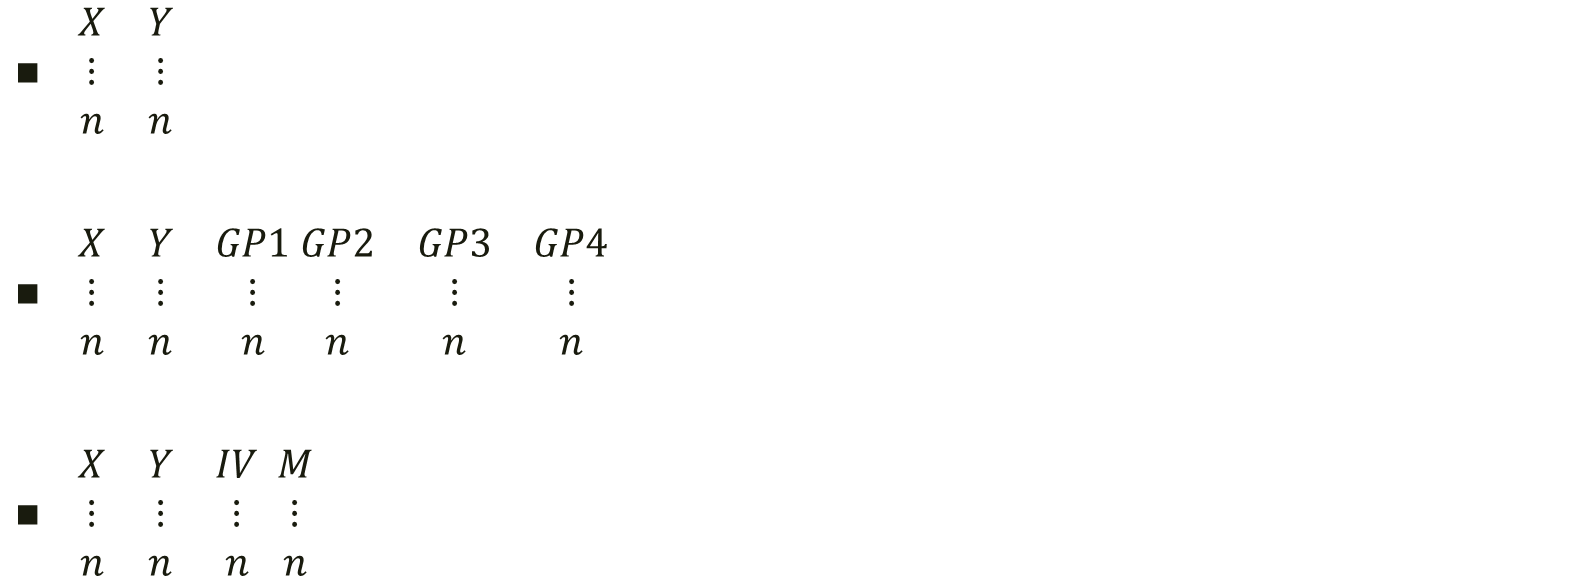 X Y
■ ⋮ ⋮
n n
X Y GP1 GP2 GP3 GP4
■ ⋮ ⋮ ⋮ ⋮ ⋮ ⋮
n n n n n n
X Y IV M
■ ⋮ ⋮ ⋮ ⋮
n n n n